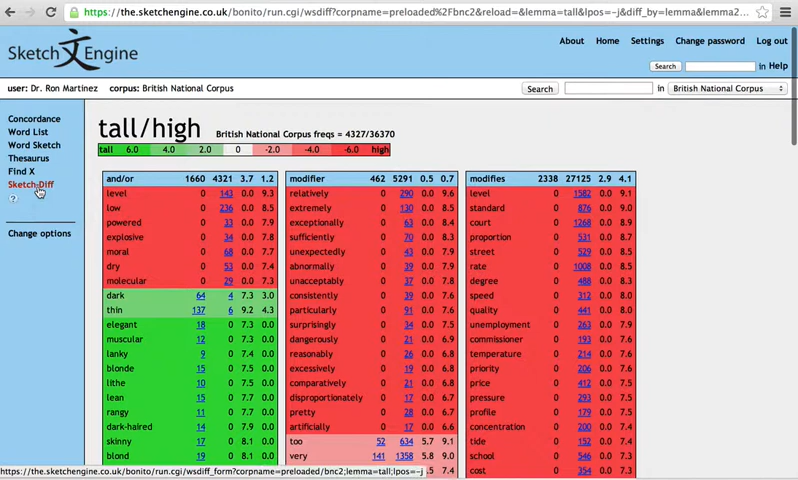 https://the.sketchengine.co.uk/bonito/run.cgi/wsdiff?corpname=preloaded%2Fbnc2&reload=&lemma=tall&lpos=-j&diff_by=lemma&lemma2...
Sketch Engine
About Home Settings Change password Log out
Search in Help
user: Dr. Ron Martinez corpus: British National Corpus
Search in British National Corpus
Concordance
Word List
Word Sketch
Thesaurus
Find X
Sketch-Diff
?
Change options
tall/high British National Corpus freqs = 4327/36370
tall 6.0 4.0 2.0 0 -2.0 -4.0 -6.0 high
and/or 1660 4321 3.7 1.2
level 0 143 0.0 9.3
low 0 236 0.0 8.5
powered 0 33 0.0 7.9
explosive 0 34 0.0 7.8
moral 0 68 0.0 7.7
dry 0 53 0.0 7.4
molecular 0 29 0.0 7.3
dark 64 4 7.3 3.0
thin 137 6 9.2 4.3
elegant 18 0 7.3 0.0
muscular 12 0 7.3 0.0
lanky 9 0 7.4 0.0
blonde 15 0 7.5 0.0
lithe 10 0 7.5 0.0
lean 15 0 7.7 0.0
rangy 11 0 7.7 0.0
dark-haired 14 0 7.9 0.0
skinny 17 0 8.1 0.0
blond 19 0 8.1 0.0
modifier 462 5291 0.5 0.7
relatively 0 290 0.0 9.6
extremely 0 130 0.0 8.5
exceptionally 0 63 0.0 8.4
sufficiently 0 70 0.0 8.3
unexpectedly 0 43 0.0 7.9
abnormally 0 39 0.0 7.9
unacceptably 0 37 0.0 7.8
consistently 0 39 0.0 7.6
particularly 0 91 0.0 7.6
surprisingly 0 34 0.0 7.5
dangerously 0 21 0.0 6.9
reasonably 0 26 0.0 6.8
excessively 0 19 0.0 6.8
comparatively 0 21 0.0 6.8
disproportionately 0 17 0.0 6.7
pretty 0 28 0.0 6.7
artificially 0 17 0.0 6.6
too 52 634 5.7 9.1
very 141 1358 5.8 9.0
.5 7.4
modifies 2338 27125 2.9 4.1
level 0 1582 0.0 9.1
standard 0 876 0.0 9.0
court 0 1268 0.0 8.9
proportion 0 531 0.0 8.7
street 0 529 0.0 8.5
rate 0 1008 0.0 8.5
degree 0 488 0.0 8.3
speed 0 312 0.0 8.0
quality 0 441 0.0 8.0
unemployment 0 263 0.0 7.9
commissioner 0 193 0.0 7.6
temperature 0 214 0.0 7.6
priority 0 206 0.0 7.6
price 0 412 0.0 7.5
pressure 0 293 0.0 7.5
profile 0 179 0.0 7.5
concentration 0 200 0.0 7.4
tide 0 152 0.0 7.4
school 0 546 0.0 7.3
cost 0 354 0.0 7.3
https://the.sketchengine.co.uk/bonito/run.cgi/wsdiff_form?corpname=preloaded/bnc2;lemma=tall;lpos=-j